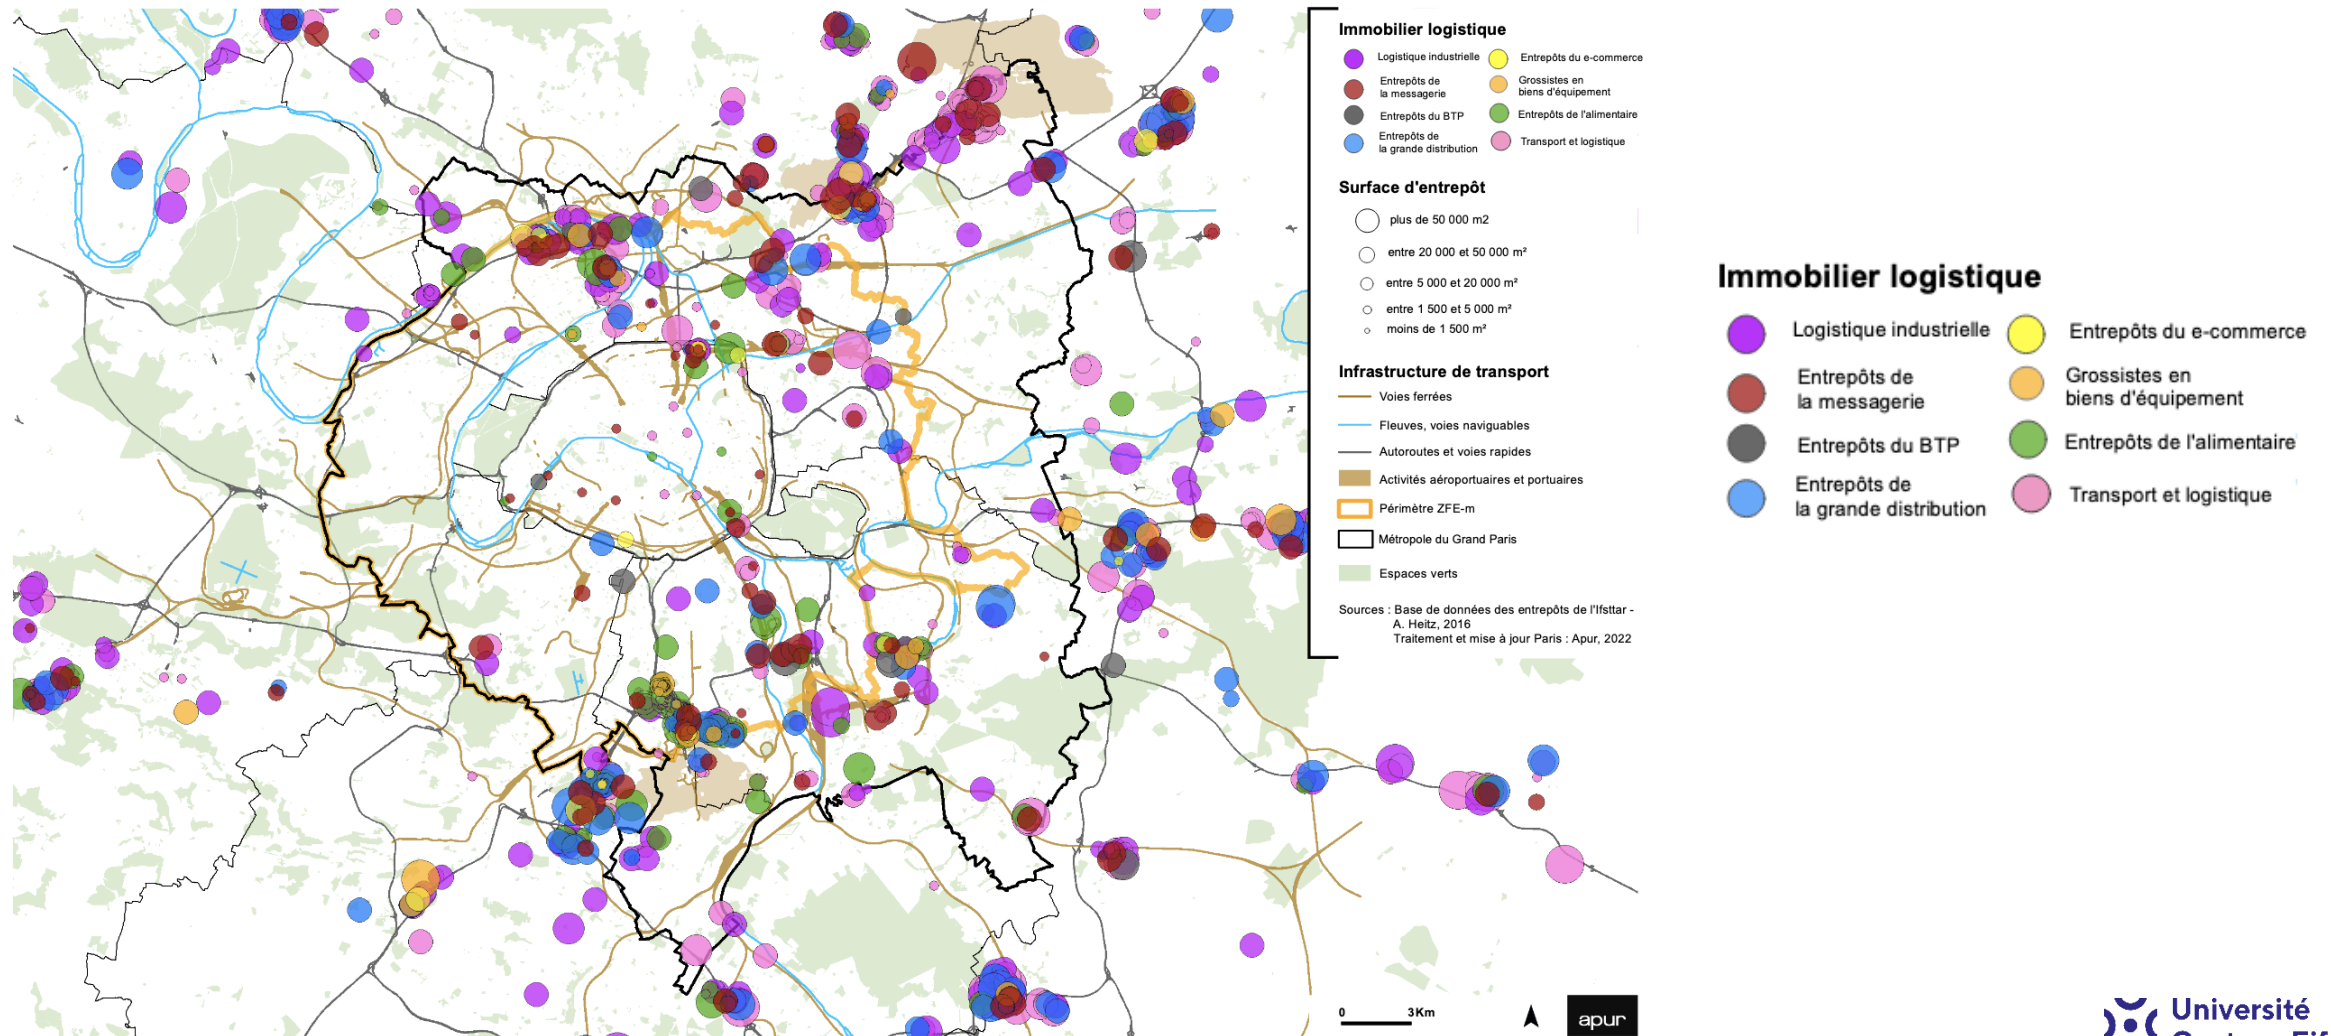 Immobilier logistique
Logistique industrielle
Entrepôts du e-commerce
Entrepôts de
la messagerie
Grossistes en
biens d'équipement
Entrepôts du BTP
Entrepôts de l'alimentaire
Entrepôts de
la grande distribution
Transport et logistique
Surface d'entrepôt
plus de 50 000 m2
entre 20 000 et 50 000 m²
entre 5 000 et 20 000 m²
entre 1 500 et 5 000 m²
moins de 1 500 m²
Infrastructure de transport
Voies ferrées
Fleuves, voies naviguables
Autoroutes et voies rapides
Activités aéroportuaires et portuaires
Périmètre ZFE-m
Métropole du Grand Paris
Espaces verts
Sources : Base de données des entrepôts de l'Ifsttar -
A. Heitz, 2016
Traitement et mise à jour Paris : Apur, 2022
0 3Km
apur
Immobilier logistique
Logistique industrielle
Entrepôts du e-commerce
Entrepôts de
la messagerie
Grossistes en
biens d'équipement
Entrepôts du BTP
Entrepôts de l'alimentaire
Entrepôts de
la grande distribution
Transport et logistique
Université